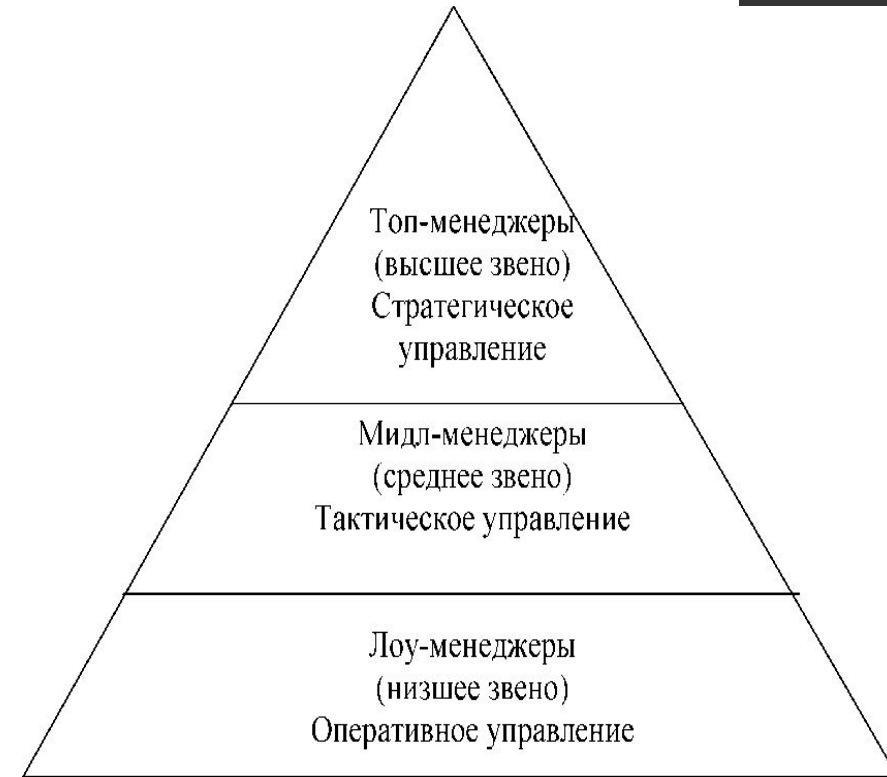 Топ-менеджеры
(высшее звено)
Стратегическое
управление
Мидл-менеджеры
(среднее звено)
Тактическое управление
Лоу-менеджеры
(низшее звено)
Оперативное управление